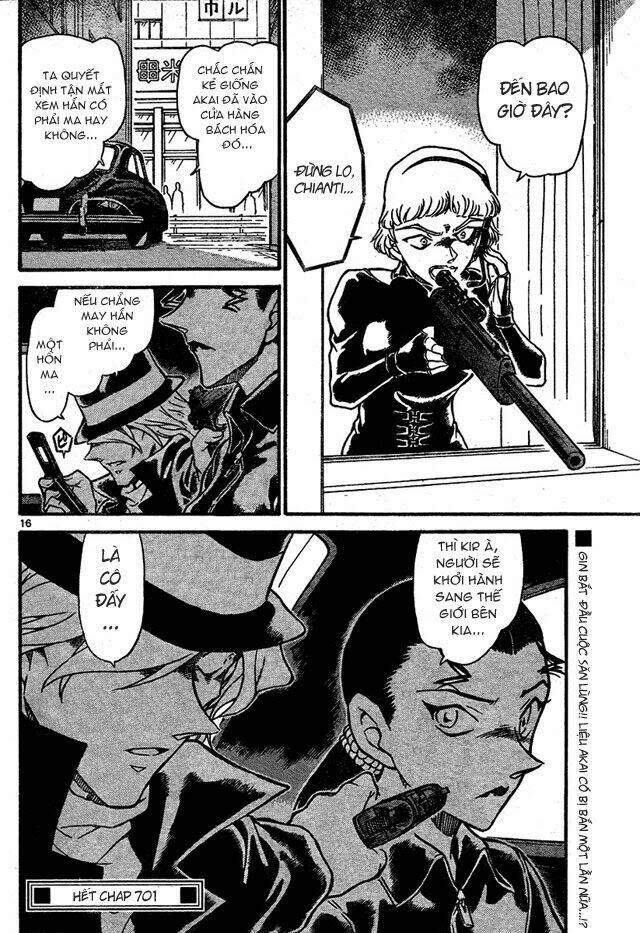 ĐẾN BAO
GIỜ ĐÂY?
ĐỪNG LO,
CHIANTI...
CHẮC CHẮN
KẺ GIỐNG
AKAI ĐÃ VÀO
CỬA HÀNG
BÁCH HÓA
ĐÓ...
TA QUYẾT
ĐỊNH TẬN MẮT
XEM HẮN CÓ
PHẢI MA HAY
KHÔNG...
NẾU CHẲNG
MAY HẮN
KHÔNG
PHẢI...
MỘT
HỒN
MA
...
16
THÌ KIR À,
NGƯỜI SẼ
KHỞI HÀNH
SANG THẾ
GIỚI BÊN
KIA...
LÀ
CÔ
ĐẤY
...
GIN BẮT ĐẦU CUỘC SĂN LÙNG!! LIỆU AKAI CÓ BỊ BẮN MỘT LẦN NỮA...!?
HẾT CHAP 701